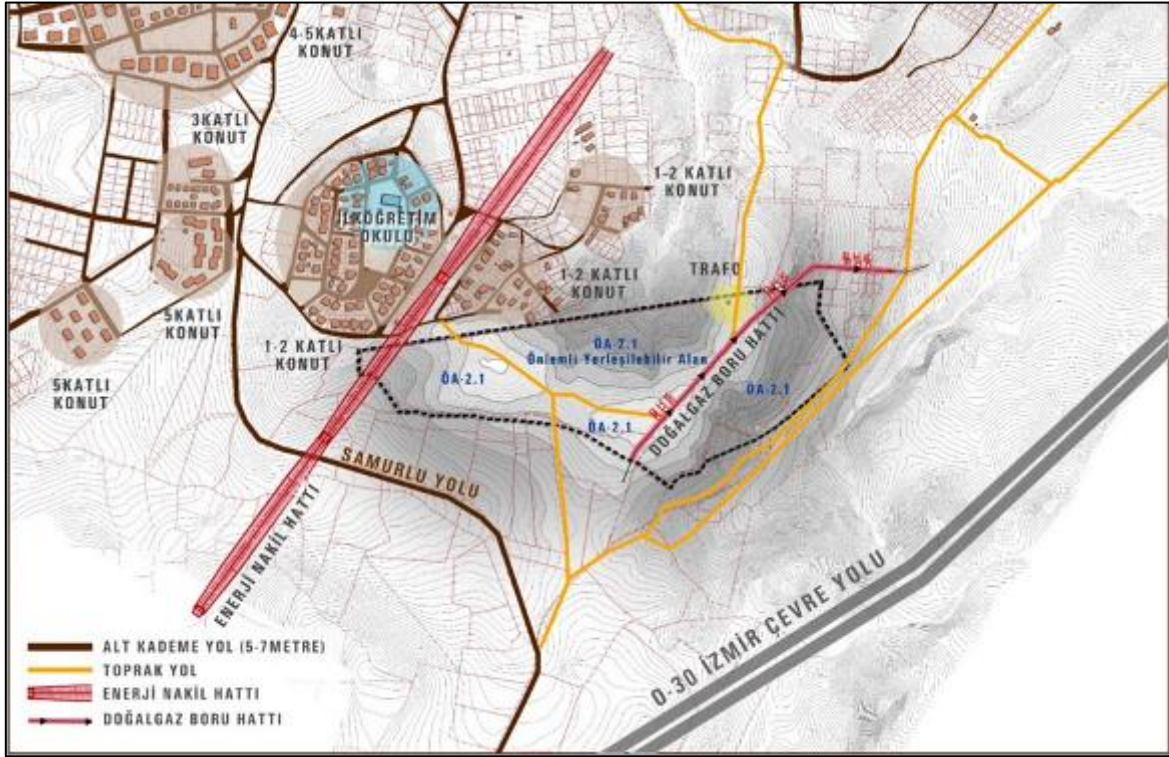 4-5KATLI
KONUT
3KATLI
KONUT
1-2 KATLI
KONUT
İLKÖĞRETİM
OKULU
TRAFO
1-2 KATLI
KONUT
5KATLI
KONUT
1-2 KATLI
KONUT
ÖA-2.1
Önlemli Yerleşilebilir Alan
ÖA-2.1
ÖA-2.1
5KATLI
KONUT
ÖA-2.1
DOĞALGAZ BORU HATTI
SAMURLU YOLU
ENERJİ NAKİL HATTI
O-30 İZMİR ÇEVRE YOLU
ALT KADEME YOL (5-7METRE)
TOPRAK YOL
ENERJİ NAKİL HATTI
DOĞALGAZ BORU HATTI